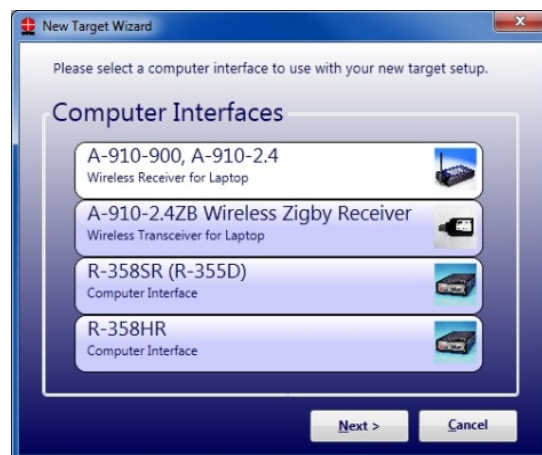 New Target Wizard
Please select a computer interface to use with your new target setup.
Computer Interfaces
A-910-900, A-910-2.4
Wireless Receiver for Laptop
A-910-2.4ZB Wireless Zigby Receiver
Wireless Transceiver for Laptop
R-358SR (R-355D)
Computer Interface
R-358HR
Computer Interface
Next >
Cancel